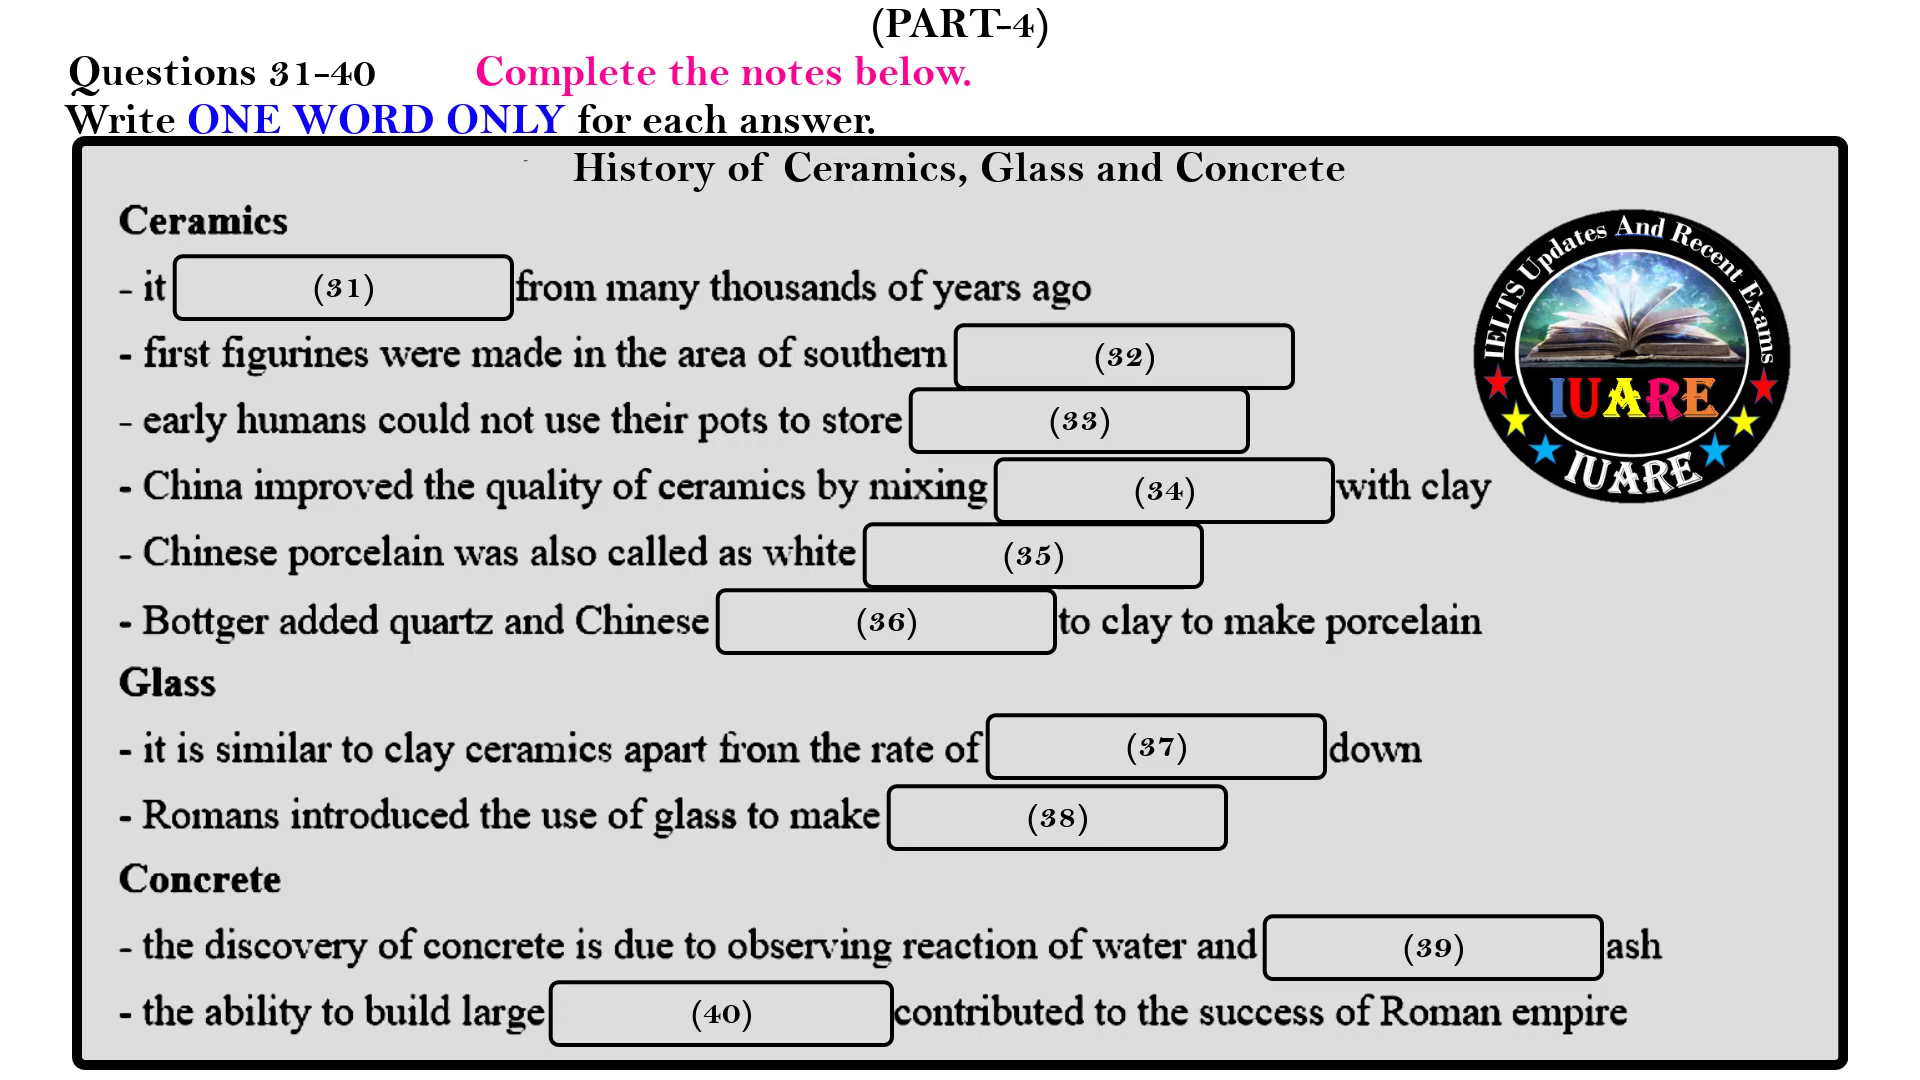 (PART-4)
Questions 31-40 Complete the notes below.
Write ONE WORD ONLY for each answer.
History of Ceramics, Glass and Concrete
Ceramics
- it (31) from many thousands of years ago
- first figurines were made in the area of southern (32)
- early humans could not use their pots to store (33)
- China improved the quality of ceramics by mixing (34) with clay
- Chinese porcelain was also called as white (35)
- Bottger added quartz and Chinese (36) to clay to make porcelain
Glass
- it is similar to clay ceramics apart from the rate of (37) down
- Romans introduced the use of glass to make (38)
Concrete
- the discovery of concrete is due to observing reaction of water and (39) ash
- the ability to build large (40) contributed to the success of Roman empire
IELTS Updates And Recent Exams
IUARE
IUARE